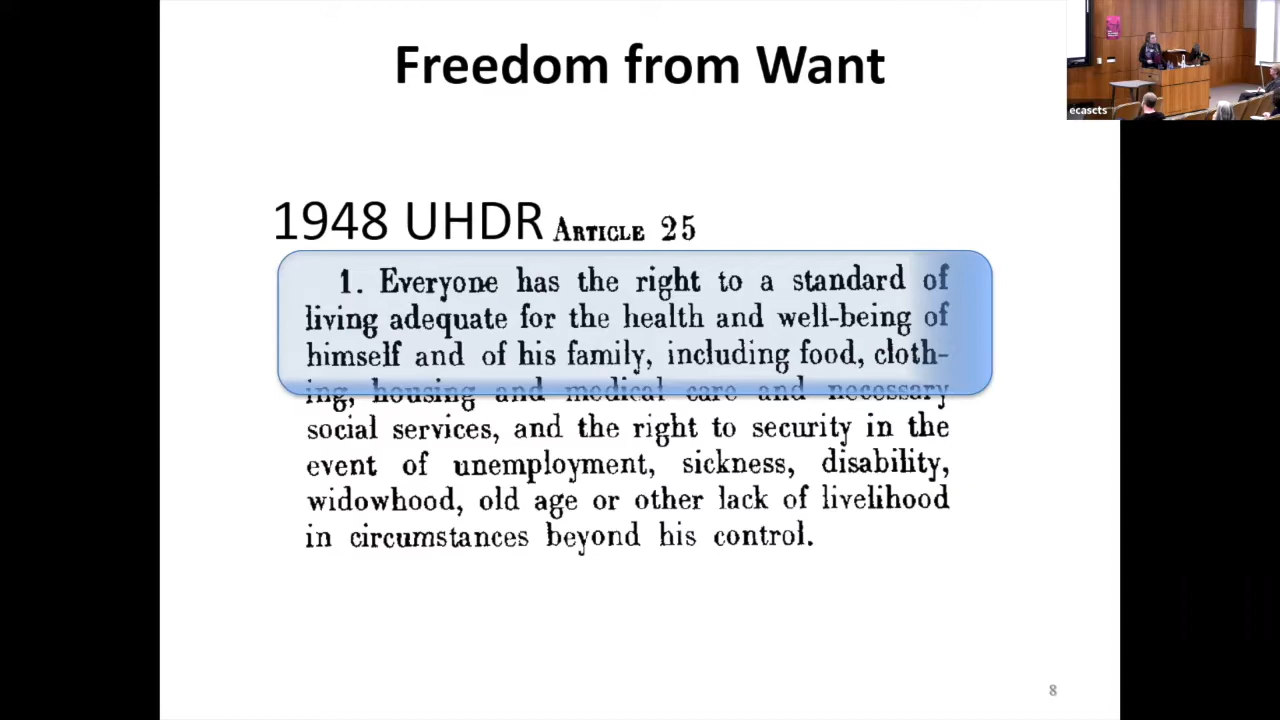 Freedom from Want
ecascts
1948 UHDR ARTICLE 25
1. Everyone has the right to a standard of
living adequate for the health and well-being of
himself and of his family, including food, cloth-
ing, housing and medical care and necessary
social services, and the right to security in the
event of unemployment, sickness, disability,
widowhood, old age or other lack of livelihood
in circumstances beyond his control.
8